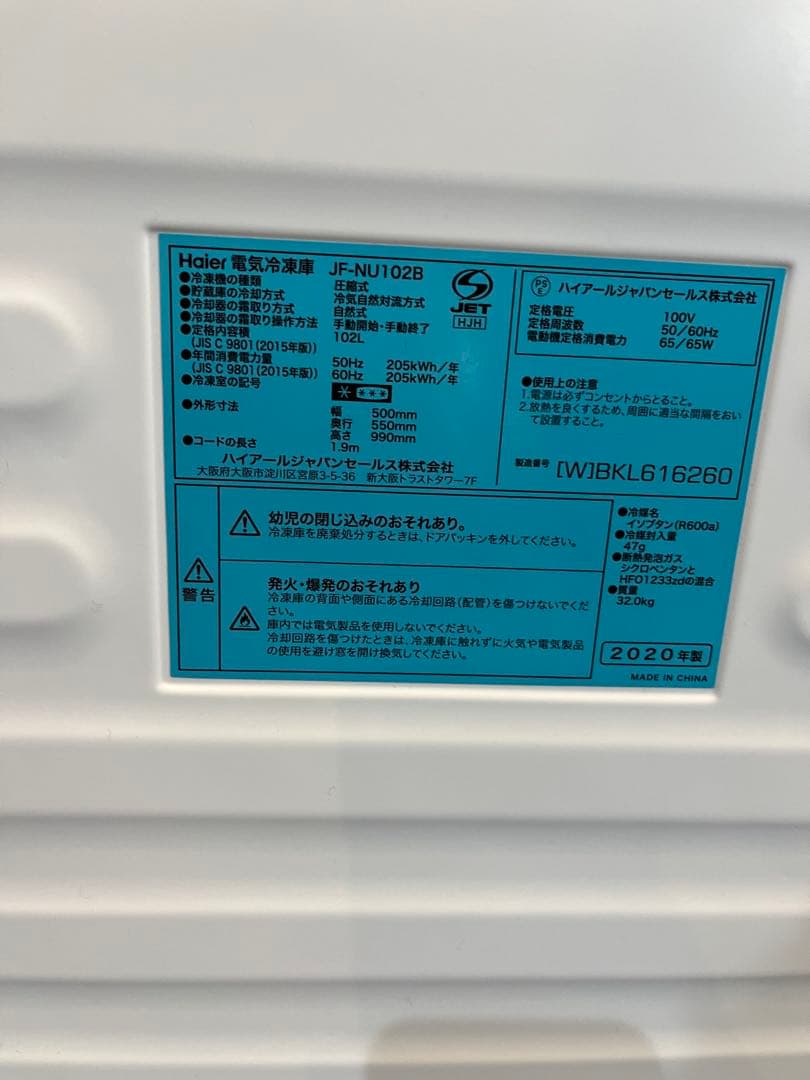 Haier 電気冷凍庫 JF-NU102B
●冷凍機の種類 圧縮式
●貯蔵庫の冷却方式 冷気自然対流方式
●冷却器の霜取り方式 自然式
●冷却器の霜取り操作方法 手動開始・手動終了
●定格内容積 102L
(JIS C 9801(2015年版))
●年間消費電力量 50Hz 205kWh/年
(JIS C 9801(2015年版)) 60Hz 205kWh/年
●冷凍室の記号
●外形寸法 幅 500mm
奥行 550mm
高さ 990mm
●コードの長さ 1.9m
ハイアールジャパンセールス株式会社
大阪府大阪市淀川区宮原3-5-36 新大阪トラストタワー7F
JET
HJH
PS
E
ハイアールジャパンセールス株式会社
定格電圧 100V
定格周波数 50/60Hz
電動機定格消費電力 65/65W
●使用上の注意
1.電源は必ずコンセントからとること。
2.放熱を良くするため、周囲に適当な間隔をおい
て設置すること。
製造番号 [W]BKL616260
警告
幼児の閉じ込みのおそれあり。
冷凍庫を廃棄処分するときは、ドアパッキンを外してください。
発火・爆発のおそれあり
冷凍庫の背面や側面にある冷却回路(配管)を傷つけないでくだ
さい。
庫内では電気製品を使用しないでください。
冷却回路を傷つけたときは、冷凍庫に触れずに火気や電気製品
の使用を避け窓を開け換気してください。
●冷媒名
イソブタン(R600a)
●冷媒封入量
47g
●断熱発泡ガス
シクロペンタンと
HFO1233zdの混合
●質量
32.0kg
2020年製
MADE IN CHINA